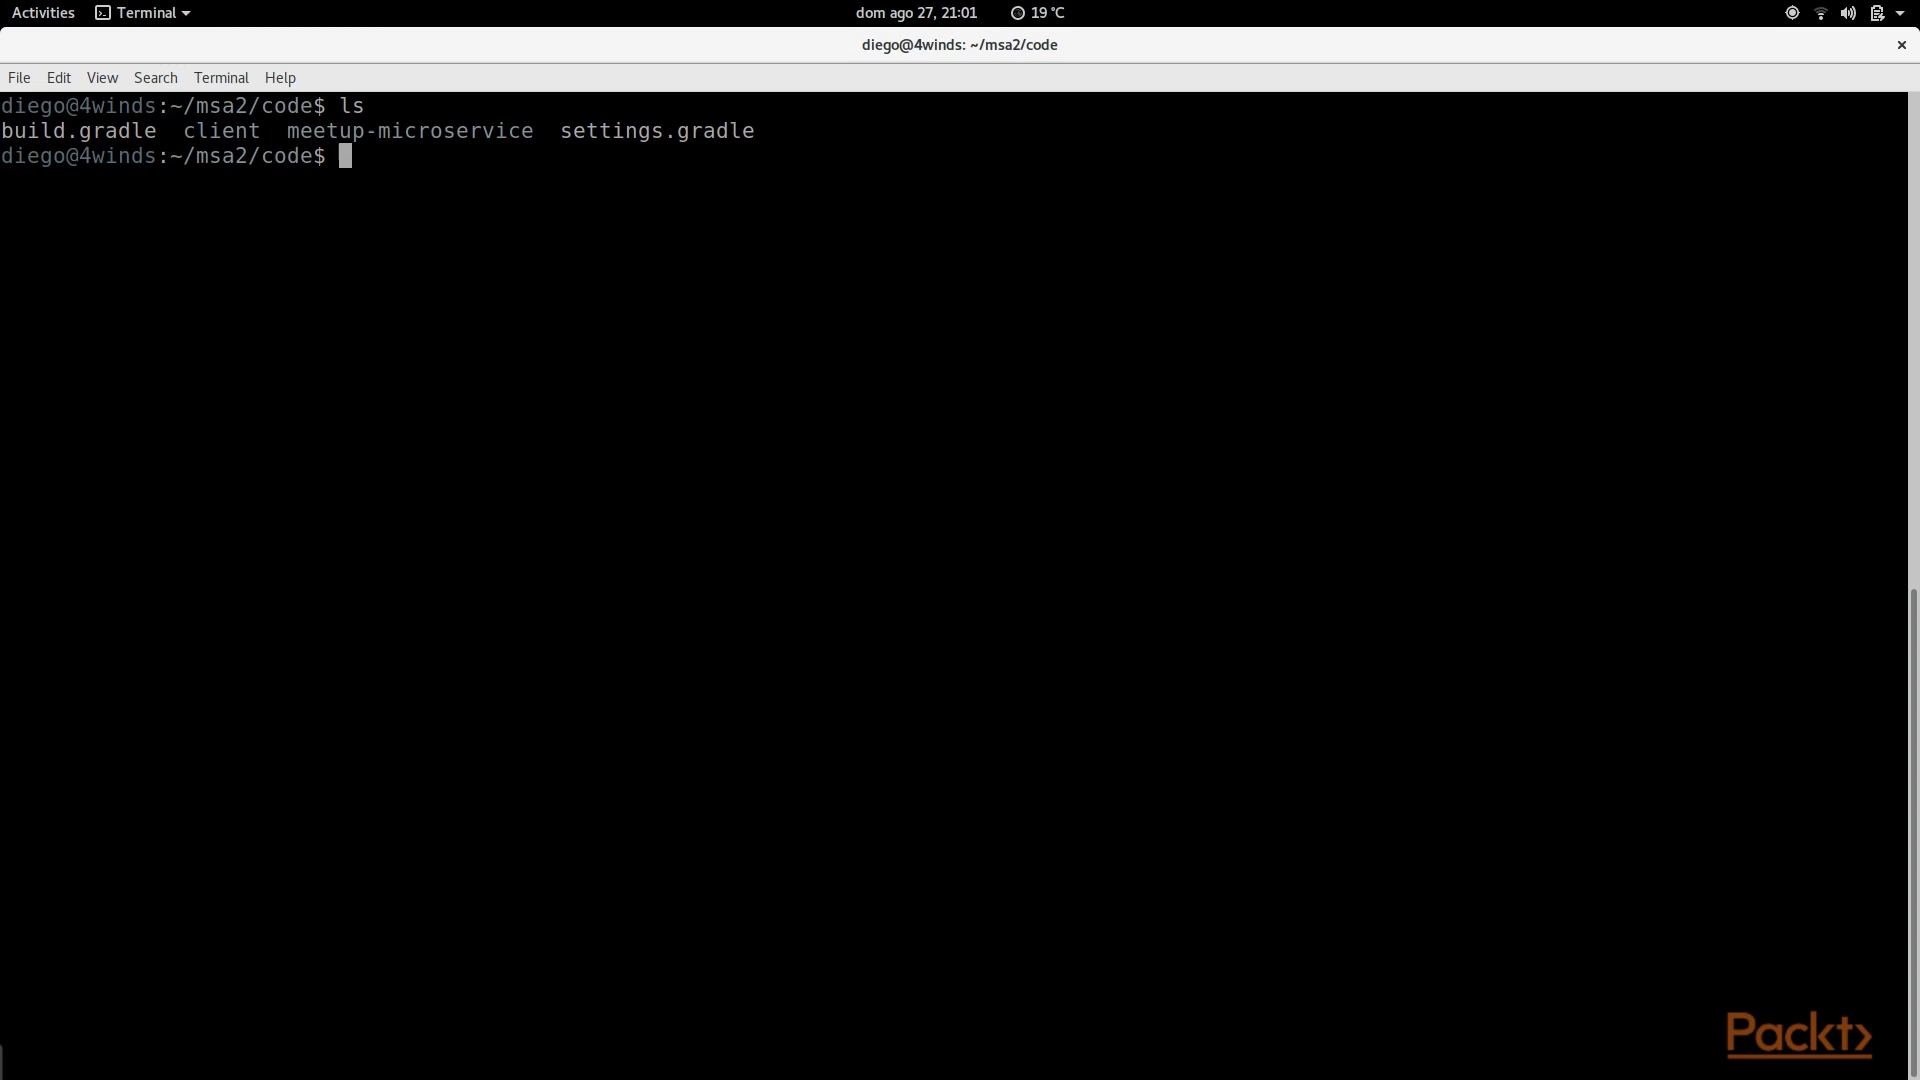 Activities Terminal dom ago 27, 21:01 19 °C
diego@4winds: ~/msa2/code ×
File Edit View Search Terminal Help
diego@4winds:~/msa2/code$ ls
build.gradle  client  meetup-microservice  settings.gradle
diego@4winds:~/msa2/code$
Packt>